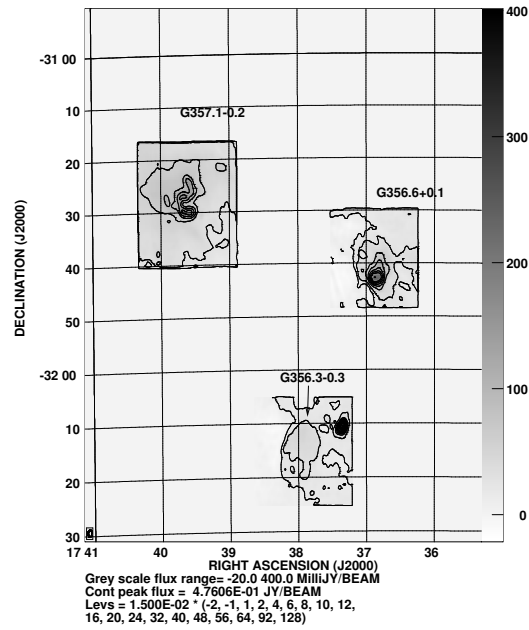 400
-31 00
10
G357.1-0.2
20
300
G356.6+0.1
30
DECLINATION (J2000)
40
200
50
-32 00
G356.3-0.3
100
10
20
0
30
17 41 40 39 38 37 36
RIGHT ASCENSION (J2000)
Grey scale flux range= -20.0 400.0 MilliJY/BEAM
Cont peak flux = 4.7606E-01 JY/BEAM
Levs = 1.500E-02 * (-2, -1, 1, 2, 4, 6, 8, 10, 12,
16, 20, 24, 32, 40, 48, 56, 64, 92, 128)